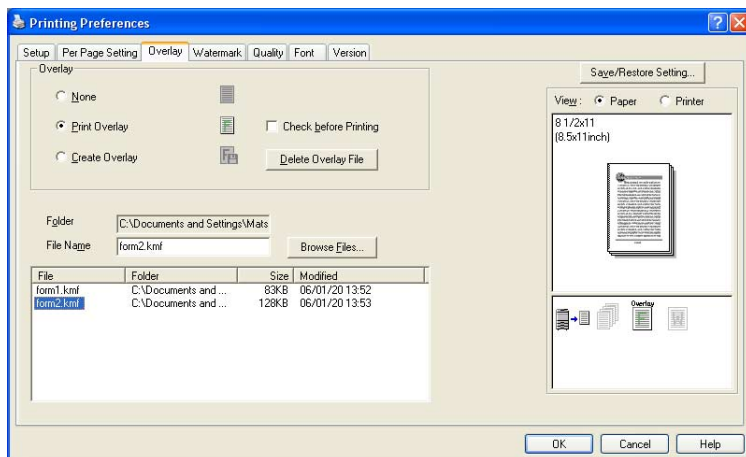 Printing Preferences
Setup Per Page Setting Overlay Watermark Quality Font Version
Overlay
None
Print Overlay
Check before Printing
Create Overlay
Delete Overlay File
Folder C:\Documents and Settings\Mats
File Name form2.kmf Browse Files...
File Folder Size Modified
form1.kmf C:\Documents and ... 83KB 06/01/20 13:52
form2.kmf C:\Documents and ... 128KB 06/01/20 13:53
Save/Restore Setting...
View : Paper Printer
8 1/2x11
(8.5x11inch)
Overlay
OK Cancel Help